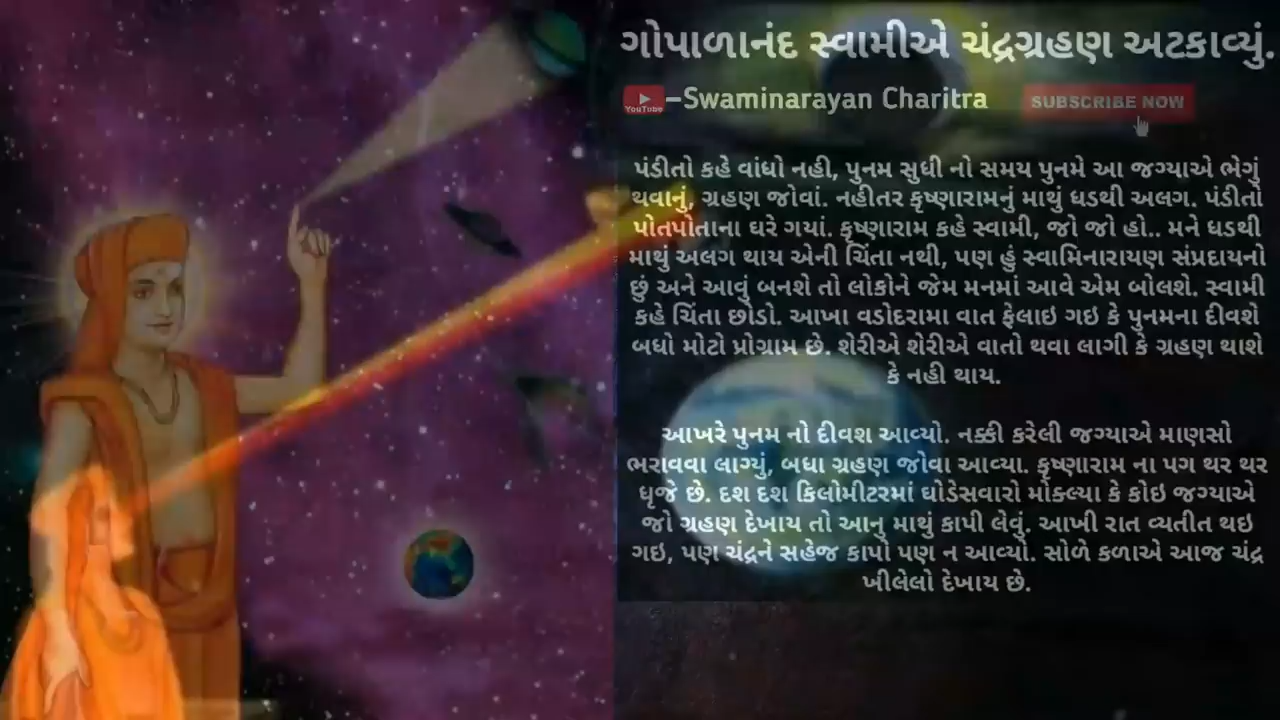 ગોપાળાનંદ સ્વામીએ ચંદ્રગ્રહણ અટકાવ્યું.
YouTube –Swaminarayan Charitra SUBSCRIBE NOW
પંડીતો કહે વાંધો નહી, પુનમ સુધી નો સમય પુનમે આ જગ્યાએ ભેગું
થવાનું, ગ્રહણ જોવાં. નહીતર કૃષ્ણારામનું માથું ધડથી અલગ. પંડીતો
પોતપોતાના ઘરે ગયાં. કૃષ્ણારામ કહે સ્વામી, જો જો હો.. મને ધડથી
માથું અલગ થાય એની ચિંતા નથી, પણ હું સ્વામિનારાયણ સંપ્રદાયનો
છું અને આવું બનશે તો લોકોને જેમ મનમાં આવે એમ બોલશે. સ્વામી
કહે ચિંતા છોડો. આખા વડોદરામા વાત ફેલાઇ ગઇ કે પુનમના દીવશે
બધો મોટો પ્રોગ્રામ છે. શેરીએ શેરીએ વાતો થવા લાગી કે ગ્રહણ થાશે
કે નહી થાય.
આખરે પુનમ નો દીવશ આવ્યો. નક્કી કરેલી જગ્યાએ માણસો
ભરાવવા લાગ્યું, બધા ગ્રહણ જોવા આવ્યા. કૃષ્ણારામ ના પગ થર થર
ધૃજે છે. દશ દશ કિલોમીટરમાં ઘોડેસવારો મોકલ્યા કે કોઇ જગ્યાએ
જો ગ્રહણ દેખાય તો આનુ માથું કાપી લેવું. આખી રાત વ્યતીત થઇ
ગઇ, પણ ચંદ્રને સહેજ કાપો પણ ન આવ્યો. સોળે કળાએ આજ ચંદ્ર
ખીલેલો દેખાય છે.